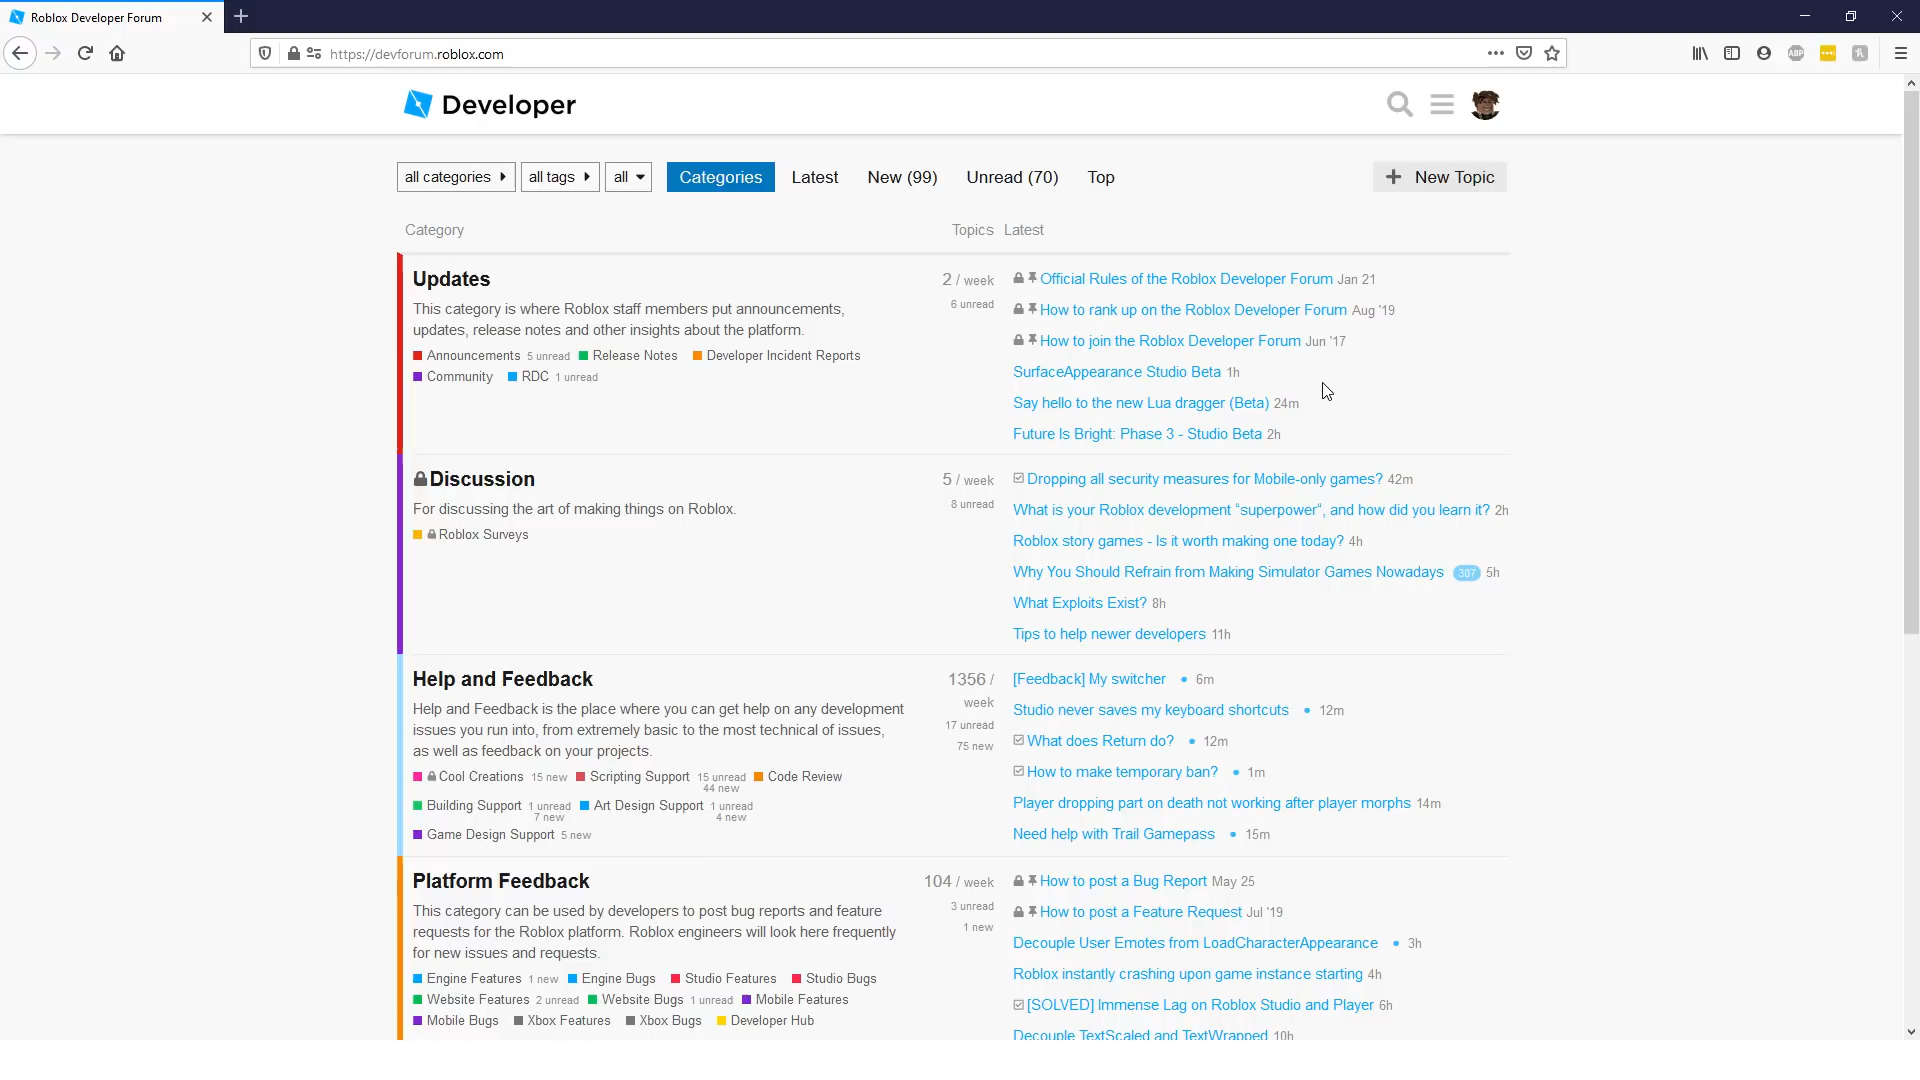 Roblox Developer Forum
https://devforum.roblox.com
ABP
Developer
all categories
all tags
all
Categories
Latest
New (99)
Unread (70)
Top
New Topic
Category
Topics
Latest
Updates
This category is where Roblox staff members put announcements,
updates, release notes and other insights about the platform.
Announcements 5 unread Release Notes Developer Incident Reports
Community RDC 1 unread
2 / week
6 unread
Official Rules of the Roblox Developer Forum Jan 21
How to rank up on the Roblox Developer Forum Aug '19
How to join the Roblox Developer Forum Jun '17
SurfaceAppearance Studio Beta 1h
Say hello to the new Lua dragger (Beta) 24m
Future Is Bright: Phase 3 - Studio Beta 2h
Discussion
For discussing the art of making things on Roblox.
Roblox Surveys
5 / week
8 unread
Dropping all security measures for Mobile-only games? 42m
What is your Roblox development “superpower“, and how did you learn it? 2h
Roblox story games - Is it worth making one today? 4h
Why You Should Refrain from Making Simulator Games Nowadays 307 5h
What Exploits Exist? 8h
Tips to help newer developers 11h
Help and Feedback
Help and Feedback is the place where you can get help on any development
issues you run into, from extremely basic to the most technical of issues,
as well as feedback on your projects.
Cool Creations 15 new Scripting Support 15 unread 44 new Code Review
Building Support 1 unread 7 new Art Design Support 1 unread 4 new
Game Design Support 5 new
1356 /
week
17 unread
75 new
[Feedback] My switcher • 6m
Studio never saves my keyboard shortcuts • 12m
What does Return do? • 12m
How to make temporary ban? • 1m
Player dropping part on death not working after player morphs 14m
Need help with Trail Gamepass • 15m
Platform Feedback
This category can be used by developers to post bug reports and feature
requests for the Roblox platform. Roblox engineers will look here frequently
for new issues and requests.
Engine Features 1 new Engine Bugs Studio Features Studio Bugs
Website Features 2 unread Website Bugs 1 unread Mobile Features
Mobile Bugs Xbox Features Xbox Bugs Developer Hub
104 / week
3 unread
1 new
How to post a Bug Report May 25
How to post a Feature Request Jul '19
Decouple User Emotes from LoadCharacterAppearance • 3h
Roblox instantly crashing upon game instance starting 4h
[SOLVED] Immense Lag on Roblox Studio and Player 6h
Decouple TextScaled and TextWrapped 10h